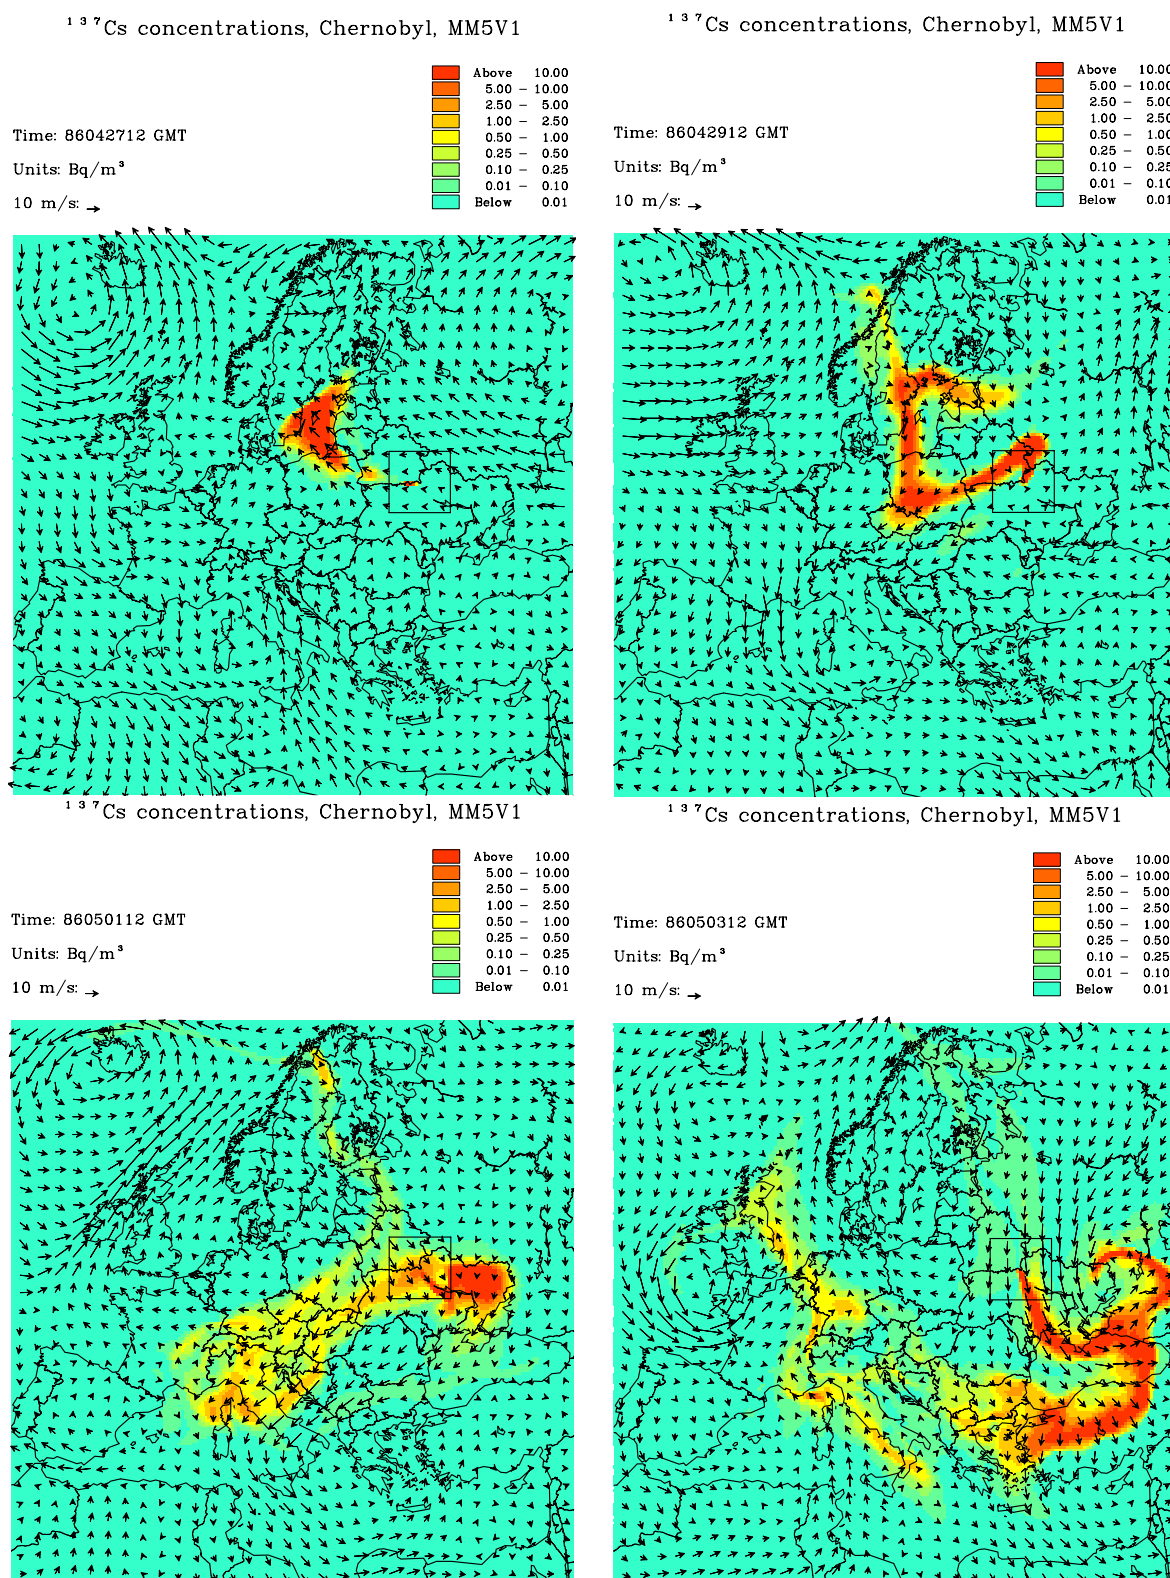 ¹³⁷Cs concentrations, Chernobyl, MM5V1
Above 10.00
5.00 – 10.00
2.50 – 5.00
1.00 – 2.50
0.50 – 1.00
0.25 – 0.50
0.10 – 0.25
0.01 – 0.10
Below 0.01
Time: 86042712 GMT
Units: Bq/m³
10 m/s:
¹³⁷Cs concentrations, Chernobyl, MM5V1
Above 10.00
5.00 – 10.00
2.50 – 5.00
1.00 – 2.50
0.50 – 1.00
0.25 – 0.50
0.10 – 0.25
0.01 – 0.10
Below 0.01
Time: 86042912 GMT
Units: Bq/m³
10 m/s:
¹³⁷Cs concentrations, Chernobyl, MM5V1
Above 10.00
5.00 – 10.00
2.50 – 5.00
1.00 – 2.50
0.50 – 1.00
0.25 – 0.50
0.10 – 0.25
0.01 – 0.10
Below 0.01
Time: 86050112 GMT
Units: Bq/m³
10 m/s:
¹³⁷Cs concentrations, Chernobyl, MM5V1
Above 10.00
5.00 – 10.00
2.50 – 5.00
1.00 – 2.50
0.50 – 1.00
0.25 – 0.50
0.10 – 0.25
0.01 – 0.10
Below 0.01
Time: 86050312 GMT
Units: Bq/m³
10 m/s: